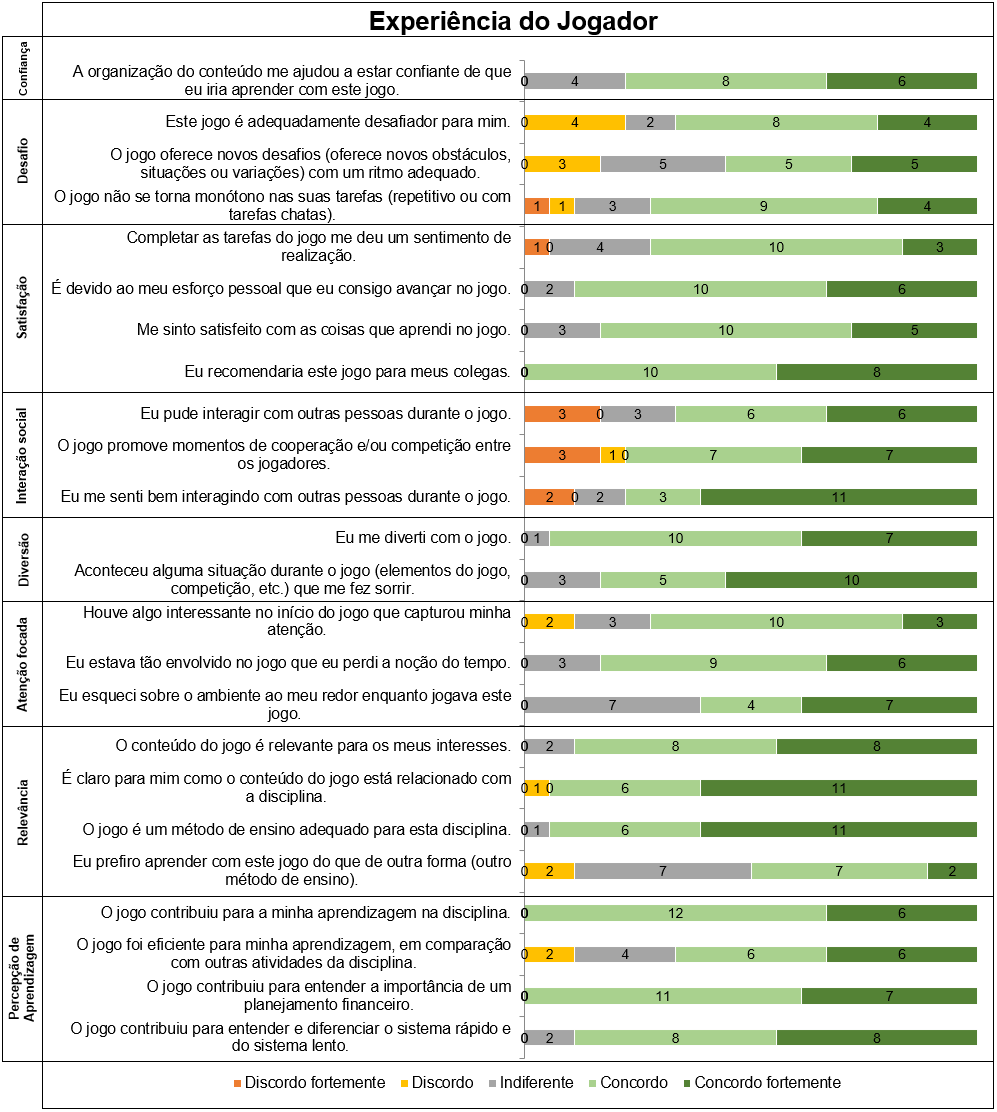 Experiência do Jogador
Confiança
A organização do conteúdo me ajudou a estar confiante de que
eu iria aprender com este jogo.
0 4 8 6
Desafio
Este jogo é adequadamente desafiador para mim.
0 4 2 8 4
O jogo oferece novos desafios (oferece novos obstáculos,
situações ou variações) com um ritmo adequado.
0 3 5 5 5
O jogo não se torna monótono nas suas tarefas (repetitivo ou com
tarefas chatas).
1 1 3 9 4
Satisfação
Completar as tarefas do jogo me deu um sentimento de
realização.
1 0 4 10 3
É devido ao meu esforço pessoal que eu consigo avançar no jogo.
0 2 10 6
Me sinto satisfeito com as coisas que aprendi no jogo.
0 3 10 5
Eu recomendaria este jogo para meus colegas.
0 10 8
Interação social
Eu pude interagir com outras pessoas durante o jogo.
3 0 3 6 6
O jogo promove momentos de cooperação e/ou competição entre
os jogadores.
3 1 0 7 7
Eu me senti bem interagindo com outras pessoas durante o jogo.
2 0 2 3 11
Diversão
Eu me diverti com o jogo.
0 1 10 7
Aconteceu alguma situação durante o jogo (elementos do jogo,
competição, etc.) que me fez sorrir.
0 3 5 10
Atenção focada
Houve algo interessante no início do jogo que capturou minha
atenção.
0 2 3 10 3
Eu estava tão envolvido no jogo que eu perdi a noção do tempo.
0 3 9 6
Eu esqueci sobre o ambiente ao meu redor enquanto jogava este
jogo.
0 7 4 7
Relevância
O conteúdo do jogo é relevante para os meus interesses.
0 2 8 8
É claro para mim como o conteúdo do jogo está relacionado com
a disciplina.
0 1 0 6 11
O jogo é um método de ensino adequado para esta disciplina.
0 1 6 11
Eu prefiro aprender com este jogo do que de outra forma (outro
método de ensino).
0 2 7 7 2
Percepção de
Aprendizagem
O jogo contribuiu para a minha aprendizagem na disciplina.
0 12 6
O jogo foi eficiente para minha aprendizagem, em comparação
com outras atividades da disciplina.
0 2 4 6 6
O jogo contribuiu para entender a importância de um
planejamento financeiro.
0 11 7
O jogo contribuiu para entender e diferenciar o sistema rápido e
do sistema lento.
0 2 8 8
Discordo fortemente Discordo Indiferente Concordo Concordo fortemente